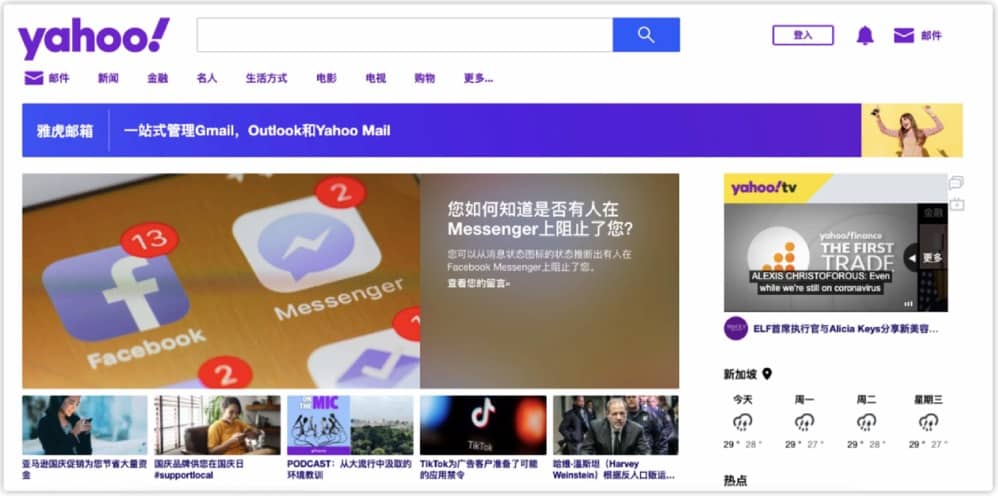 yahoo!
登入
邮件
邮件 新闻 金融 名人 生活方式 电影 电视 购物 更多...
雅虎邮箱 一站式管理Gmail，Outlook和Yahoo Mail
13
2
Facebook
Messenger
2
您如何知道是否有人在
Messenger上阻止了您？
您可以从消息状态图标的状态推断出有人在
Facebook Messenger上阻止了您。
查看您的留言»
yahoo!tv
金融
yahoo!finance
THE FIRST
TRADE
更多
ALEXIS CHRISTOFOROUS: Even
while we're still on coronavirus
YAHOO!
ELF首席执行官与Alicia Keys分享新美容...
新加坡
今天 周一 周二 星期三
29° 28° 29° 27° 29° 28° 29° 27°
热点
亚马逊国庆促销为您节省大量资
金
国庆品牌供您在国庆日
#supportlocal
ON
THE MIC
PODCAST：从大流行中汲取的
环境教训
TikTok
TikTok为广告客户准备了可能
的应用禁令
哈维·温斯坦（Harvey
Weinstein）根据反人口贩运...